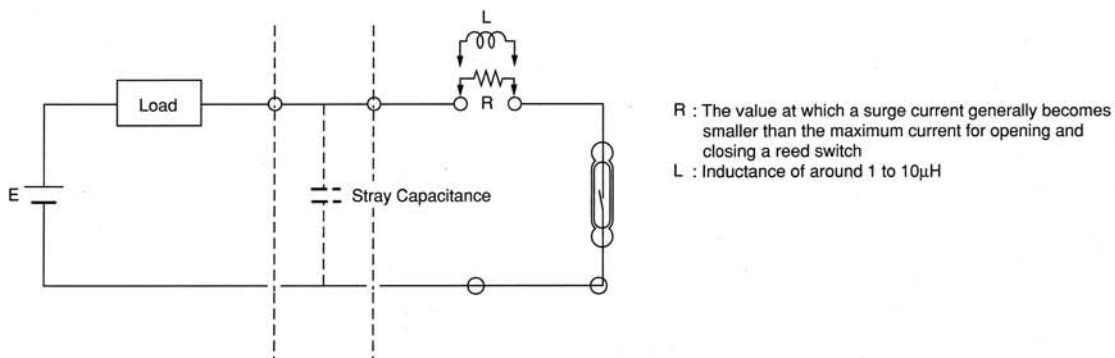 L
Load
R
E
Stray Capacitance
R : The value at which a surge current generally becomes
smaller than the maximum current for opening and
closing a reed switch
L : Inductance of around 1 to 10μH